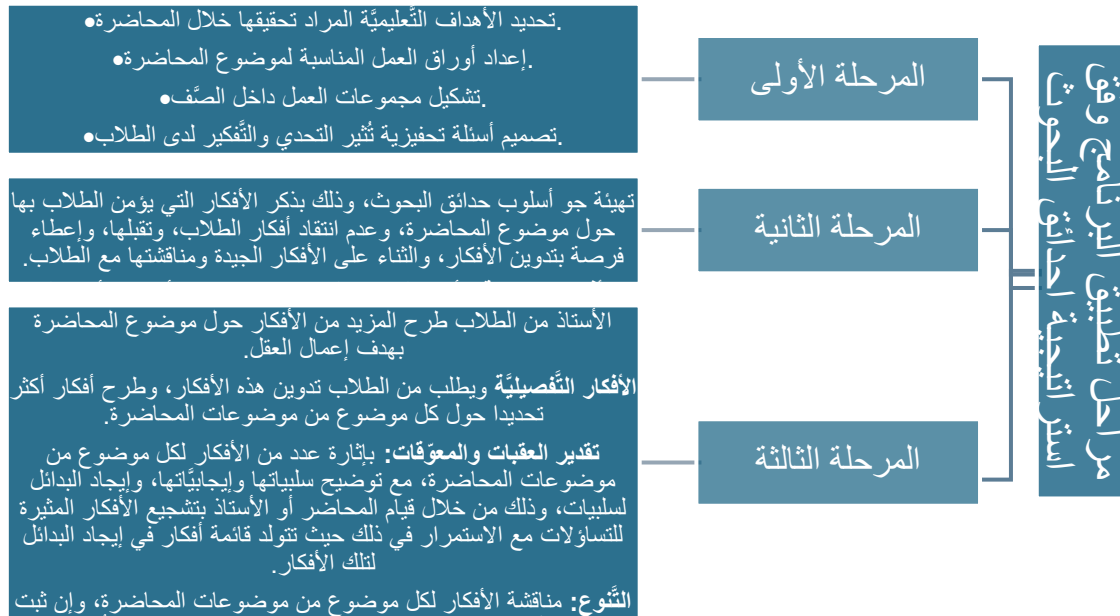 مراحل تطبيق البرنامج وفق
استراتيجية احدائق البحوث
المرحلة الأولى
.تحديد الأهداف التَّعليميَّة المراد تحقيقها خلال المحاضرة•
.إعداد أوراق العمل المناسبة لموضوع المحاضرة•
.تشكيل مجموعات العمل داخل الصَّف•
.تصميم أسئلة تحفيزية تُثير التحدي والتَّفكير لدى الطلاب•
المرحلة الثانية
تهيئة جو أسلوب حدائق البحوث، وذلك بذكر الأفكار التي يؤمن الطلاب بها
حول موضوع المحاضرة، وعدم انتقاد أفكار الطلاب، وتقبلها، وإعطاء
فرصة بتدوين الأفكار، والثناء على الأفكار الجيدة ومناقشتها مع الطلاب.
المرحلة الثالثة
الأستاذ من الطلاب طرح المزيد من الأفكار حول موضوع المحاضرة
بهدف إعمال العقل.
الأفكار التَّفصيليَّة ويطلب من الطلاب تدوين هذه الأفكار، وطرح أفكار أكثر
تحديدا حول كل موضوع من موضوعات المحاضرة.
تقدير العقبات والمعوّقات: بإثارة عدد من الأفكار لكل موضوع من
موضوعات المحاضرة، مع توضيح سلبياتها وإيجابيَّاتها، وإيجاد البدائل
لسلبيات، وذلك من خلال قيام المحاضر أو الأستاذ بتشجيع الأفكار المثيرة
للتساؤلات مع الاستمرار في ذلك حيث تتولد قائمة أفكار في إيجاد البدائل
لتلك الأفكار.
التَّنوع: مناقشة الأفكار لكل موضوع من موضوعات المحاضرة، وإن ثبت